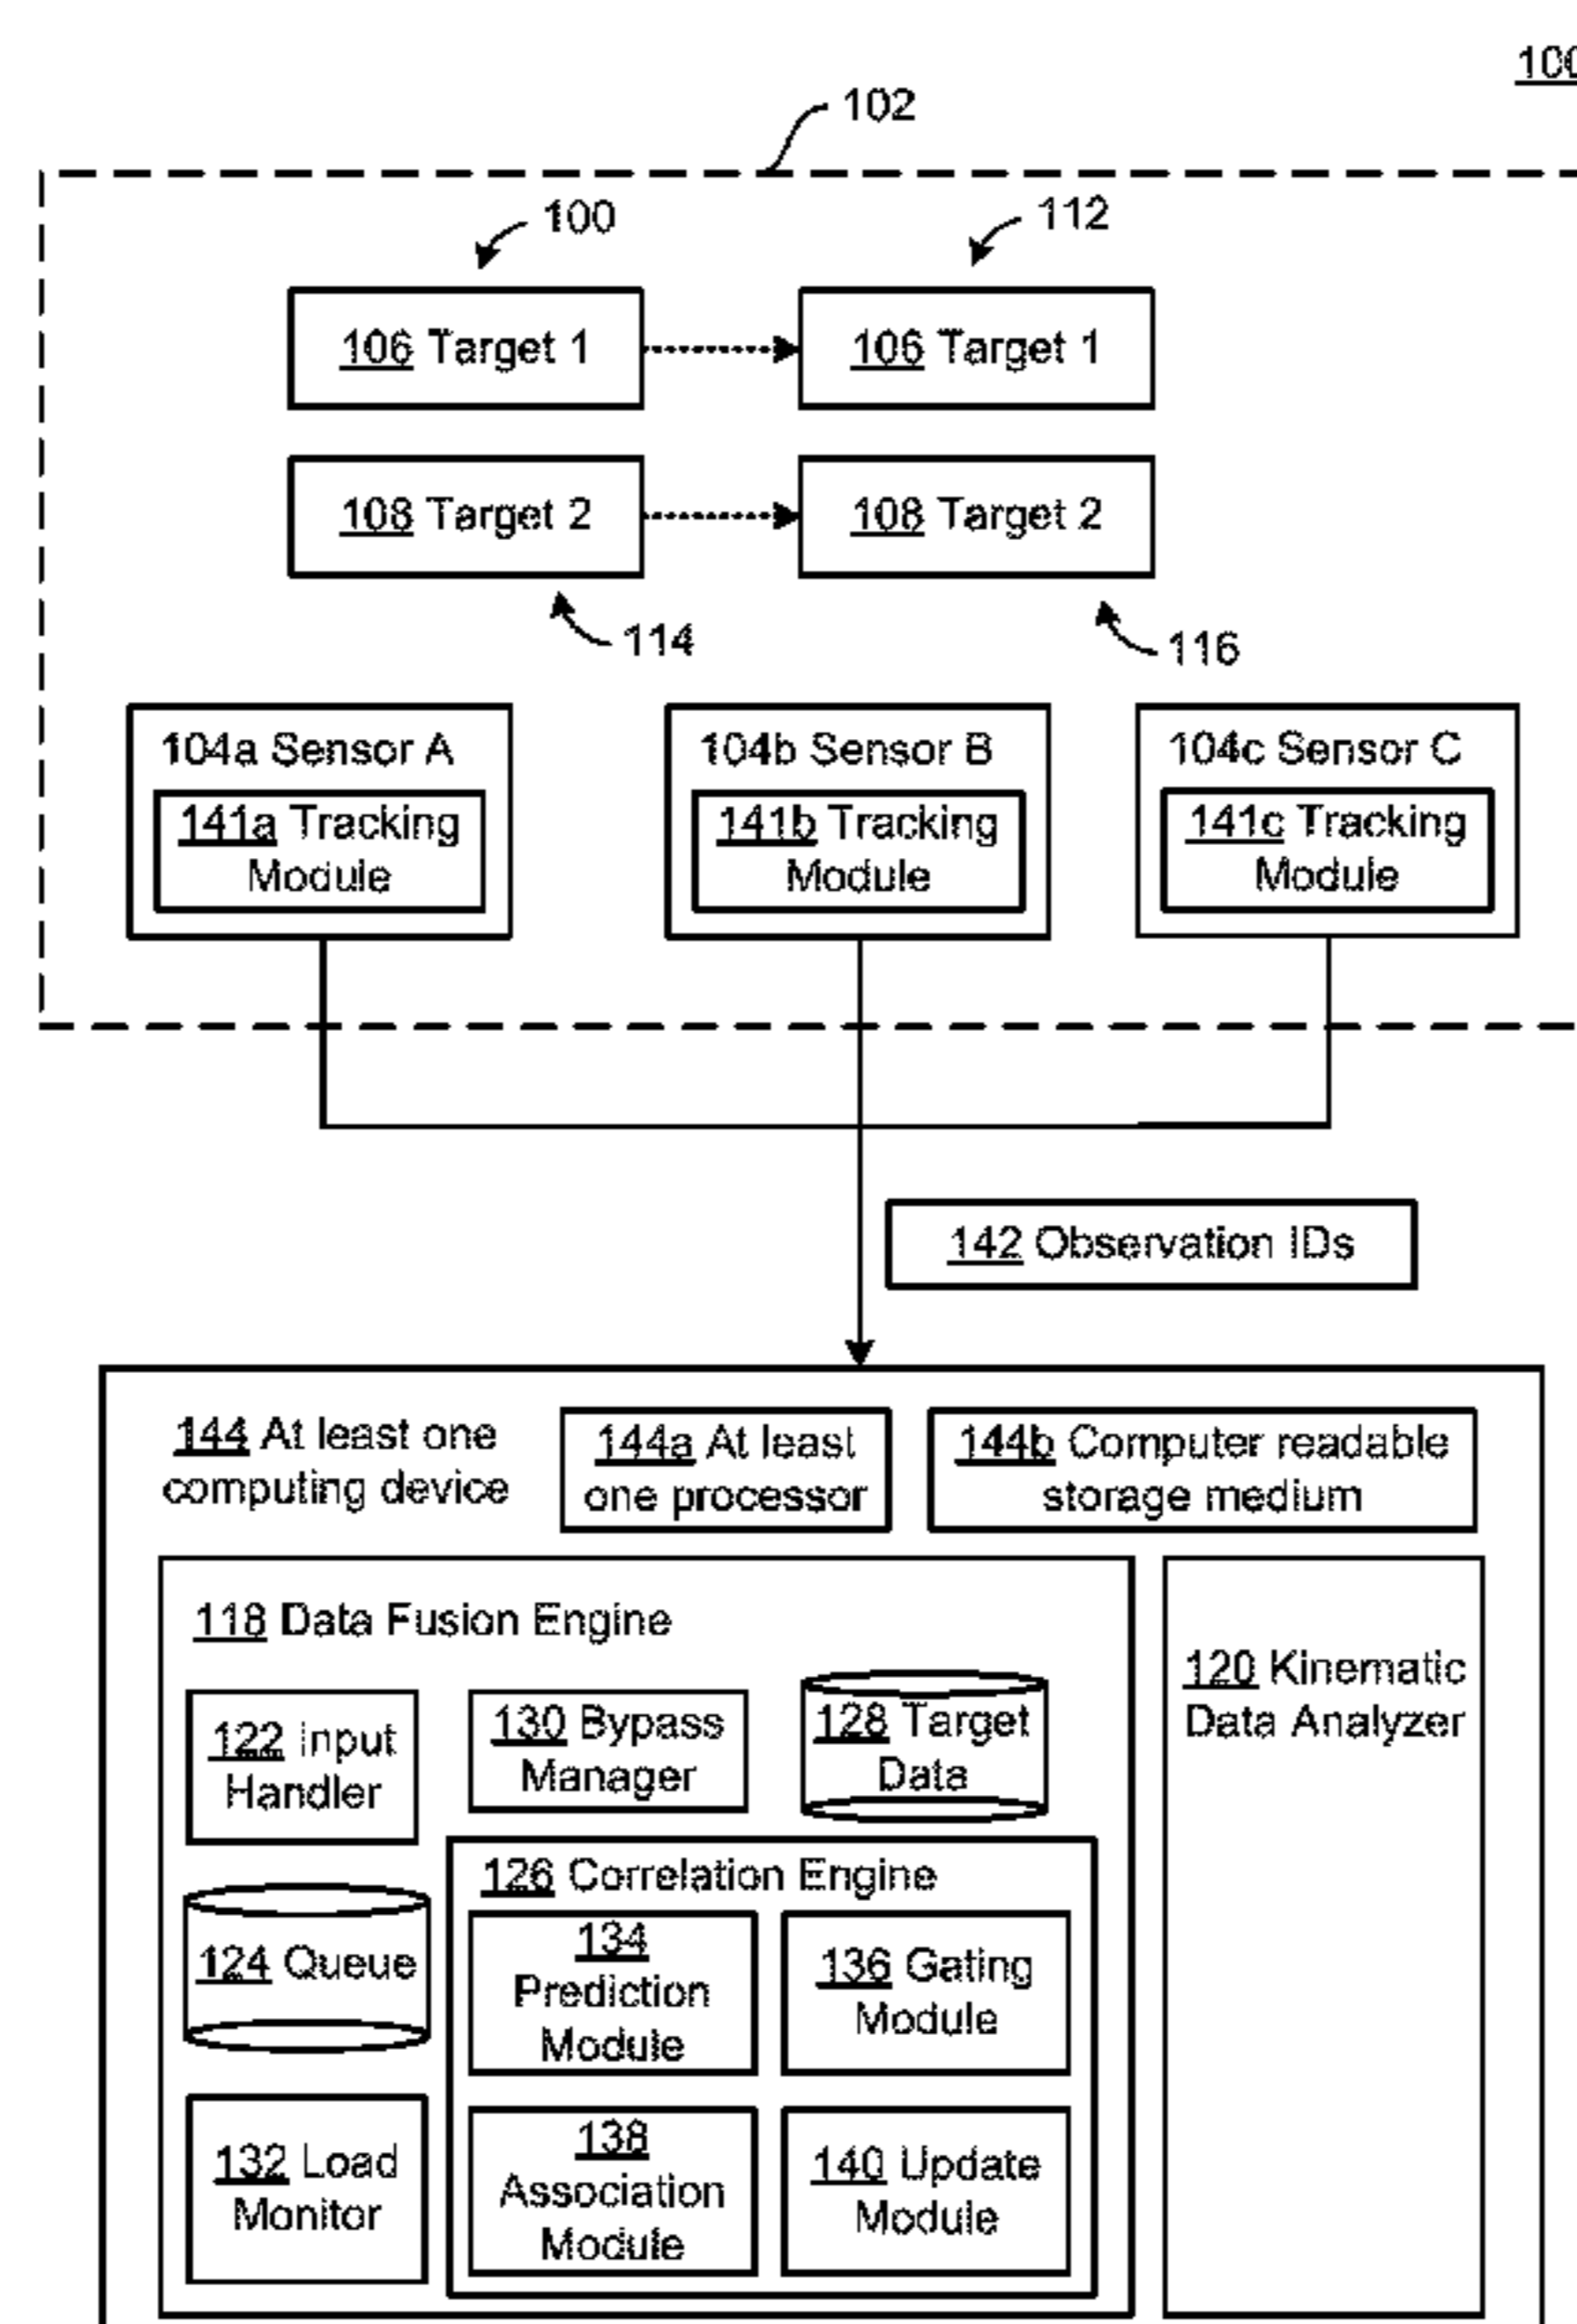 100
102
100
112
106 Target 1
106 Target 1
108 Target 2
108 Target 2
114
116
104a Sensor A
141a Tracking
Module
104b Sensor B
141b Tracking
Module
104c Sensor C
141c Tracking
Module
142 Observation IDs
144 At least one
computing device
144a At least
one processor
144b Computer readable
storage medium
118 Data Fusion Engine
120 Kinematic
Data Analyzer
122 input
Handler
130 Bypass
Manager
128 Target
Data
126 Correlation Engine
124 Queue
134
Prediction
Module
136 Gating
Module
132 Load
Monitor
138
Association
Module
140 Update
Module